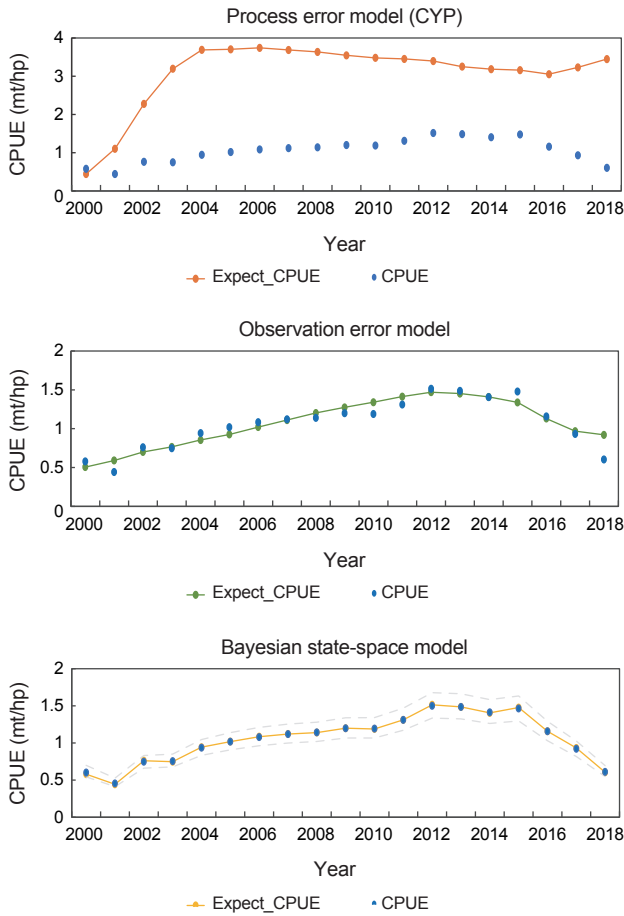 Process error model (CYP)
CPUE (mt/hp)
4
3
2
1
0
2000 2002 2004 2006 2008 2010 2012 2014 2016 2018
Year
Expect_CPUE CPUE
Observation error model
CPUE (mt/hp)
2
1.5
1
0.5
0
2000 2002 2004 2006 2008 2010 2012 2014 2016 2018
Year
Expect_CPUE CPUE
Bayesian state-space model
CPUE (mt/hp)
2
1.5
1
0.5
0
2000 2002 2004 2006 2008 2010 2012 2014 2016 2018
Year
Expect_CPUE CPUE